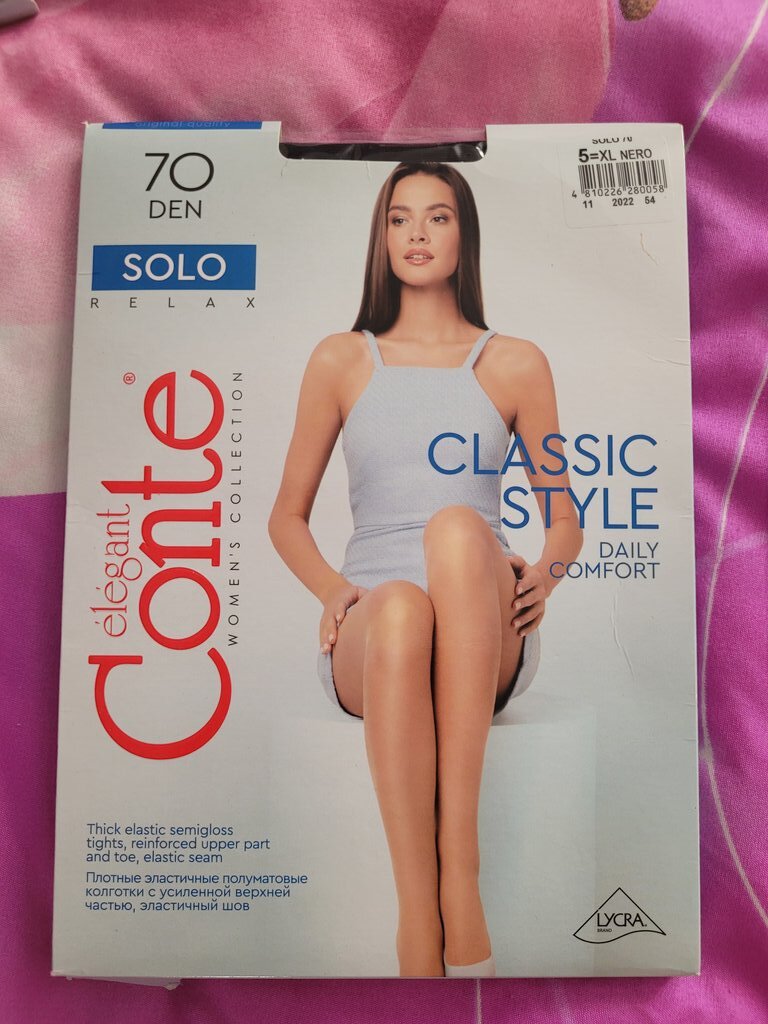 original quality
70
DEN
SOLO
RELAX
SOLO 70
5=XL NERO
4 810226 280058
11 2022 54
Conte®
élégant
WOMEN'S COLLECTION
CLASSIC
STYLE
DAILY
COMFORT
Thick elastic semigloss
tights, reinforced upper part
and toe, elastic seam
Плотные эластичные полуматовые
колготки с усиленной верхней
частью, эластичный шов
LYCRA®
BRAND